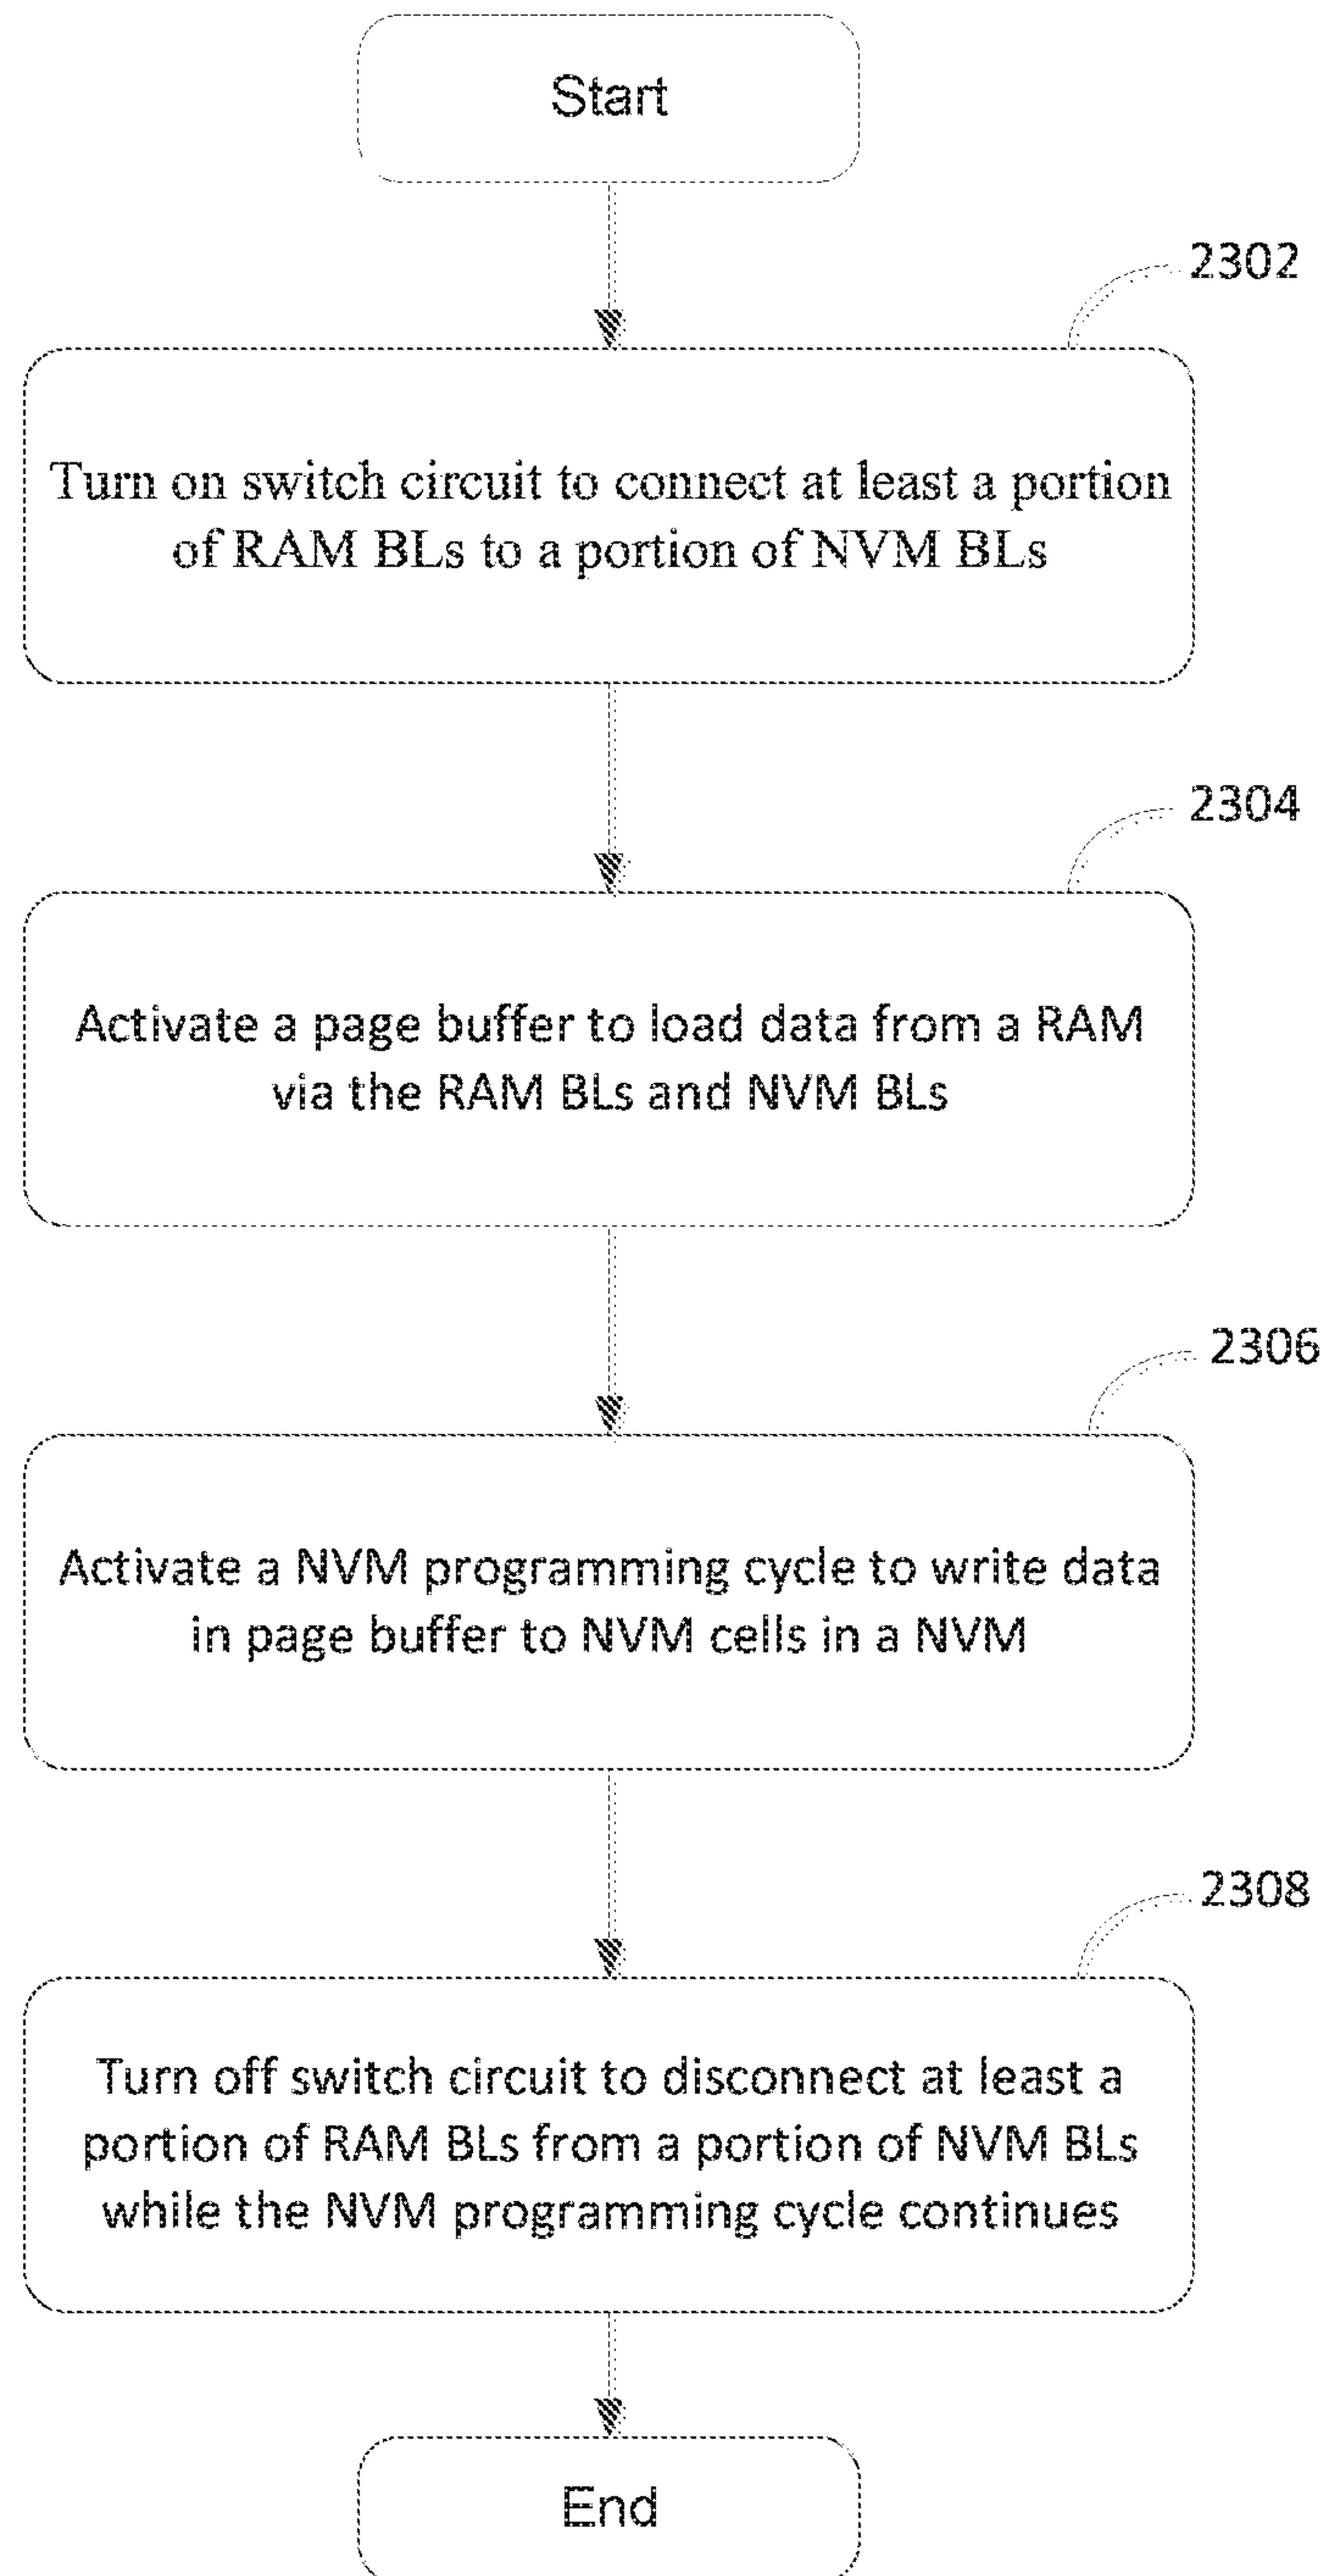 Start
2302
Turn on switch circuit to connect at least a portion
of RAM BLs to a portion of NVM BLs
2304
Activate a page buffer to load data from a RAM
via the RAM BLs and NVM BLs
2306
Activate a NVM programming cycle to write data
in page buffer to NVM cells in a NVM
2308
Turn off switch circuit to disconnect at least a
portion of RAM BLs from a portion of NVM BLs
while the NVM programming cycle continues
End